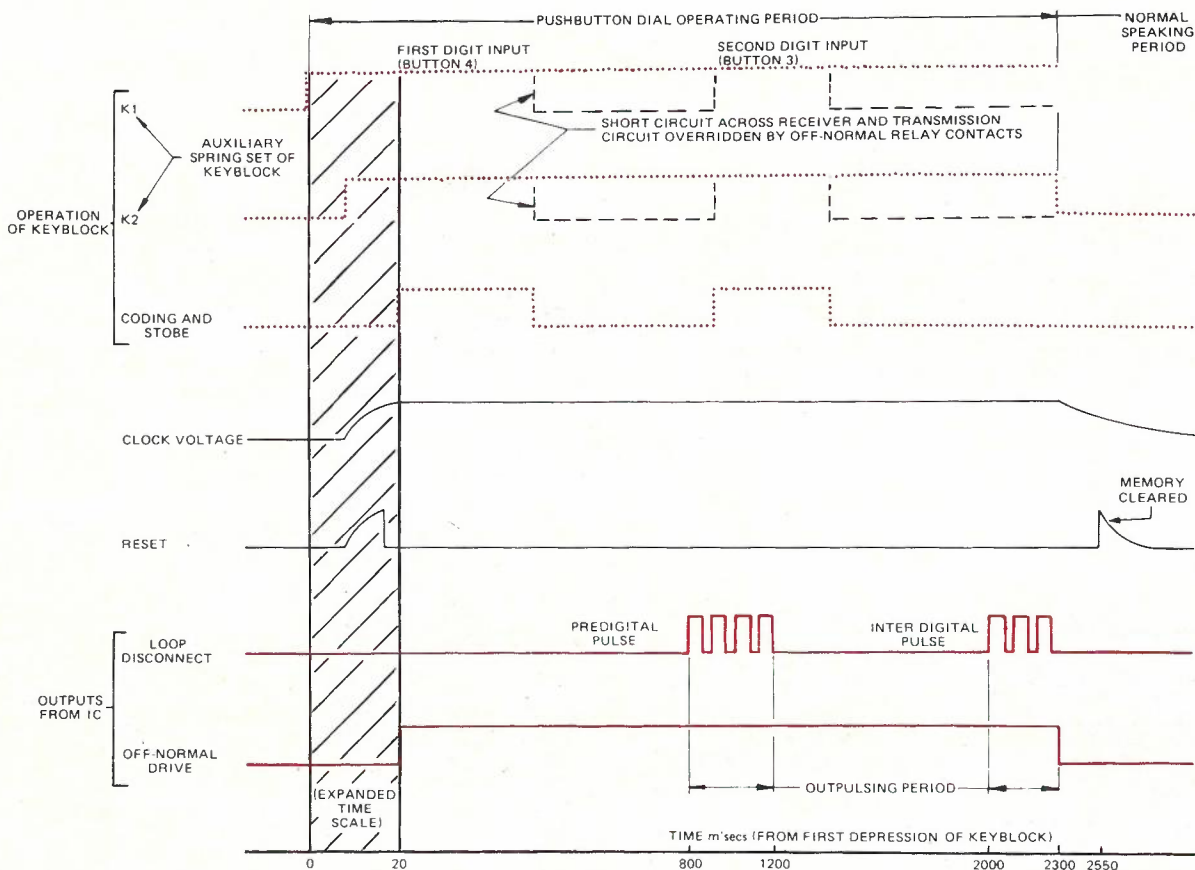 PUSHBUTTON DIAL OPERATING PERIOD
NORMAL
SPEAKING
PERIOD
FIRST DIGIT INPUT
(BUTTON 4)
SECOND DIGIT INPUT
(BUTTON 3)
K1
SHORT CIRCUIT ACROSS RECEIVER AND TRANSMISSION
CIRCUIT OVERRIDDEN BY OFF-NORMAL RELAY CONTACTS
AUXILIARY
SPRING SET OF
KEYBLOCK
OPERATION
OF KEYBLOCK
K2
CODING AND
STOBE
CLOCK VOLTAGE
MEMORY
CLEARED
RESET
PREDIGITAL
PULSE
INTER DIGITAL
PULSE
LOOP
DISCONNECT
OUTPUTS
FROM IC
OFF-NORMAL
DRIVE
OUTPULSING PERIOD
(EXPANDED
TIME
SCALE)
TIME m'secs (FROM FIRST DEPRESSION OF KEYBLOCK)
0 20 800 1200 2000 2300 2550